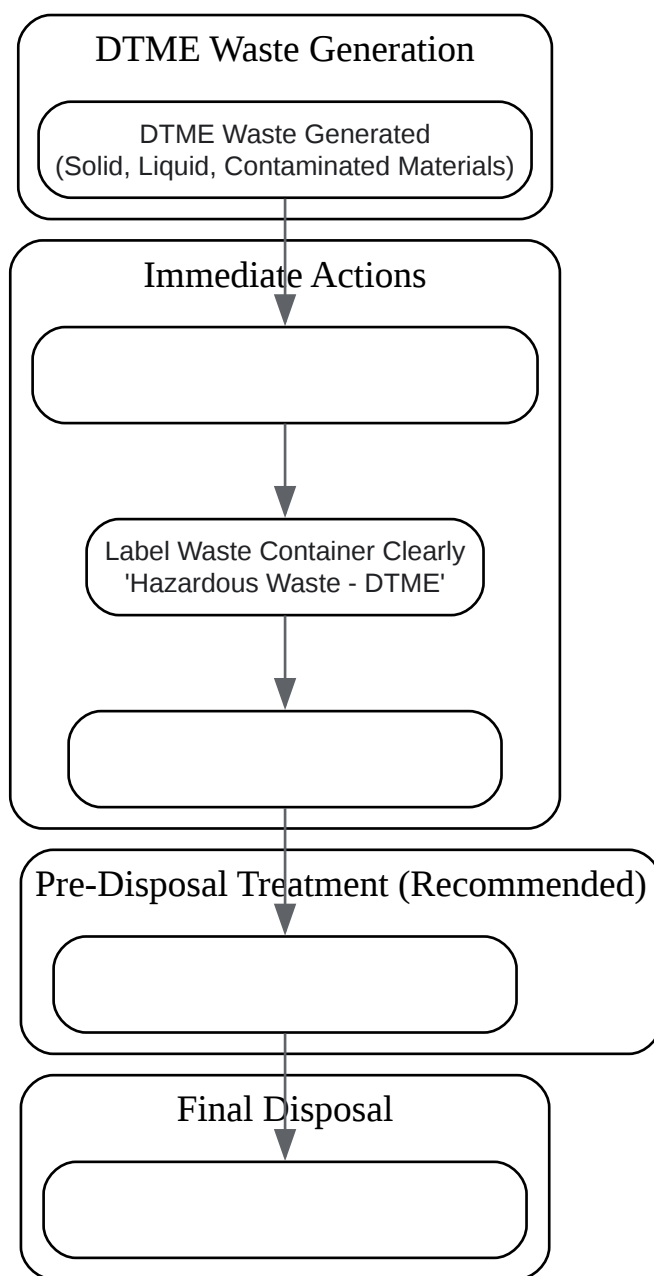 DTME Waste Generation
DTME Waste Generated
(Solid, Liquid, Contaminated Materials)
Immediate Actions
Label Waste Container Clearly
'Hazardous Waste - DTME'
Pre-Disposal Treatment (Recommended)
Final Disposal